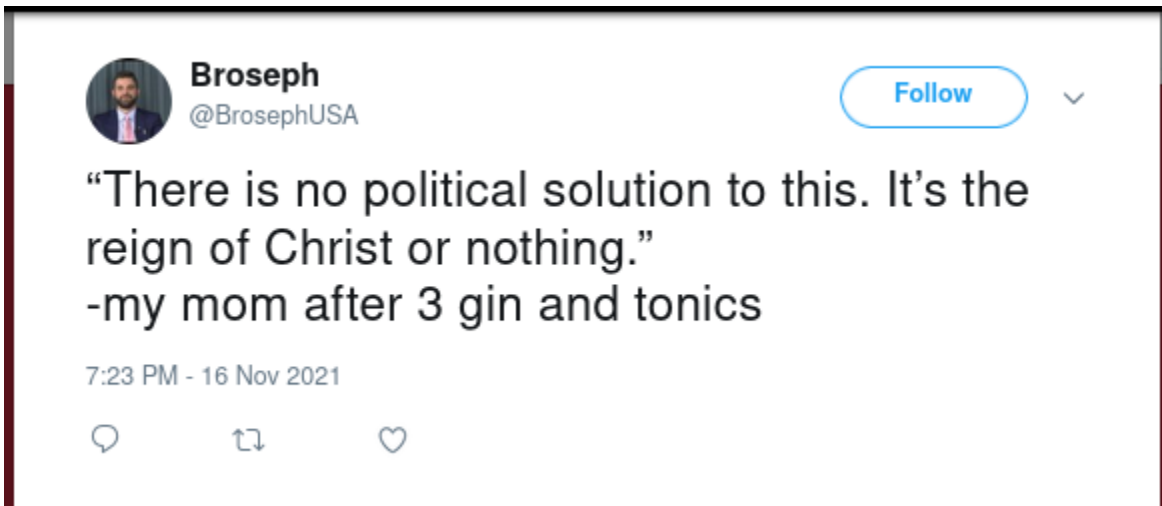 Broseph
@BrosephUSA
Follow
“There is no political solution to this. It’s the
reign of Christ or nothing.”
-my mom after 3 gin and tonics
7:23 PM - 16 Nov 2021